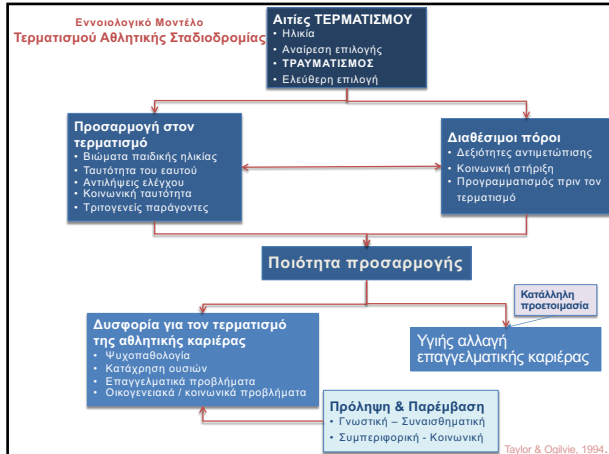 Εννοιολογικό Μοντέλο
Τερματισμού Αθλητικής Σταδιοδρομίας
Αιτίες ΤΕΡΜΑΤΙΣΜΟΥ
• Ηλικία
• Αναίρεση επιλογής
• ΤΡΑΥΜΑΤΙΣΜΟΣ
• Ελεύθερη επιλογή
Προσαρμογή στον
τερματισμό
• Βιώματα παιδικής ηλικίας
• Ταυτότητα του εαυτού
• Αντιλήψεις ελέγχου
• Κοινωνική ταυτότητα
• Τριτογενείς παράγοντες
Διαθέσιμοι πόροι
• Δεξιότητες αντιμετώπισης
• Κοινωνική στήριξη
• Προγραμματισμός πριν τον
τερματισμό
Ποιότητα προσαρμογής
Κατάλληλη
προετοιμασία
Δυσφορία για τον τερματισμό
της αθλητικής καριέρας
• Ψυχοπαθολογία
• Κατάχρηση ουσιών
• Επαγγελματικά προβλήματα
• Οικογενειακά / κοινωνικά προβλήματα
Υγιής αλλαγή
επαγγελματικής καριέρας
Πρόληψη & Παρέμβαση
• Γνωστική – Συναισθηματική
• Συμπεριφορική - Κοινωνική
Taylor & Ogilvie, 1994.